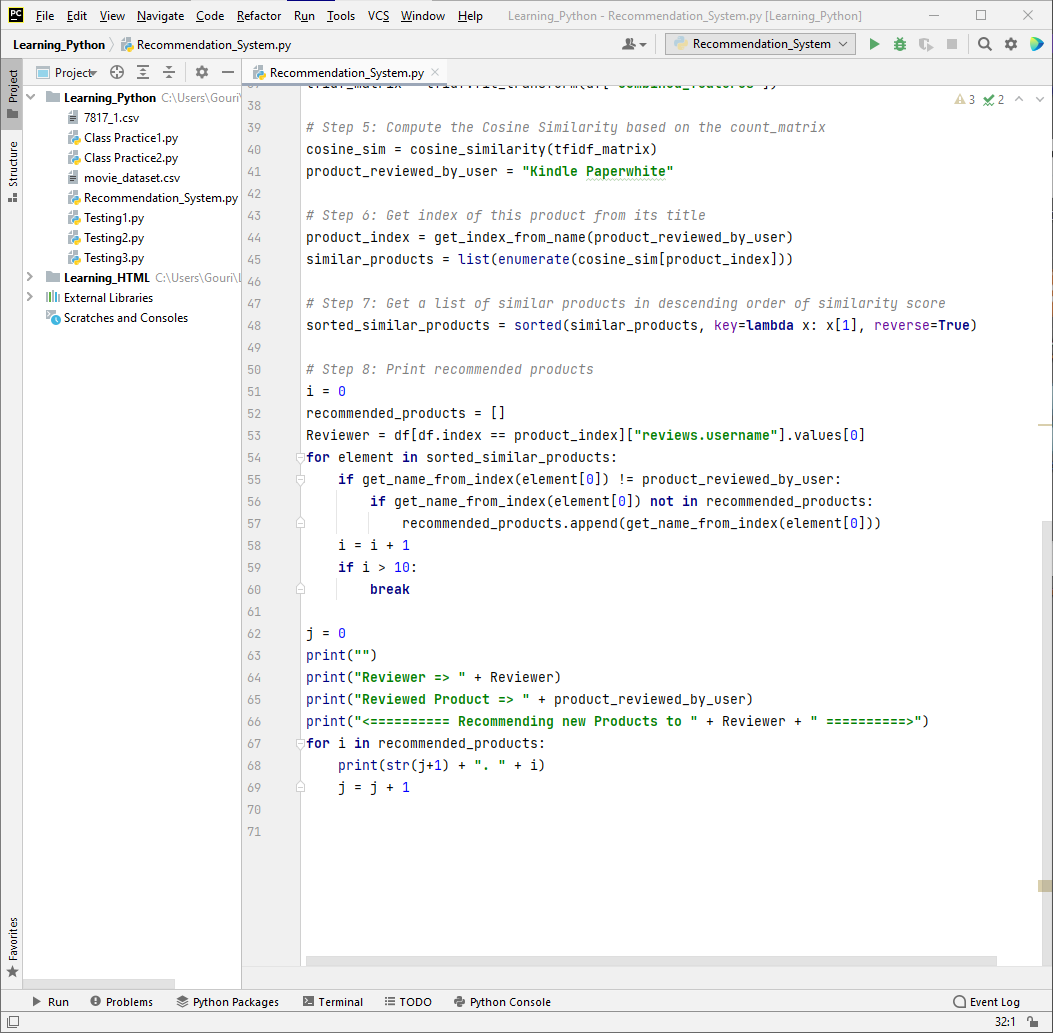 File Edit View Navigate Code Refactor Run Tools VCS Window Help Learning_Python - Recommendation_System.py [Learning_Python]
Learning_Python Recommendation_System.py Recommendation_System
Project
Structure
Favorites
Project
Learning_Python C:\Users\Gouri\
7817_1.csv
Class Practice1.py
Class Practice2.py
movie_dataset.csv
Recommendation_System.py
Testing1.py
Testing2.py
Testing3.py
Learning_HTML C:\Users\Gouri\L
External Libraries
Scratches and Consoles
Recommendation_System.py
3 2
38
39 # Step 5: Compute the Cosine Similarity based on the count_matrix
40 cosine_sim = cosine_similarity(tfidf_matrix)
41 product_reviewed_by_user = "Kindle Paperwhite"
42
43 # Step 6: Get index of this product from its title
44 product_index = get_index_from_name(product_reviewed_by_user)
45 similar_products = list(enumerate(cosine_sim[product_index]))
46
47 # Step 7: Get a list of similar products in descending order of similarity score
48 sorted_similar_products = sorted(similar_products, key=lambda x: x[1], reverse=True)
49
50 # Step 8: Print recommended products
51 i = 0
52 recommended_products = []
53 Reviewer = df[df.index == product_index]["reviews.username"].values[0]
54 for element in sorted_similar_products:
55 if get_name_from_index(element[0]) != product_reviewed_by_user:
56 if get_name_from_index(element[0]) not in recommended_products:
57 recommended_products.append(get_name_from_index(element[0]))
58 i = i + 1
59 if i > 10:
60 break
61
62 j = 0
63 print("")
64 print("Reviewer => " + Reviewer)
65 print("Reviewed Product => " + product_reviewed_by_user)
66 print("<========== Recommending new Products to " + Reviewer + " ==========>")
67 for i in recommended_products:
68 print(str(j+1) + ". " + i)
69 j = j + 1
70
71
Run Problems Python Packages Terminal TODO Python Console Event Log
32:1